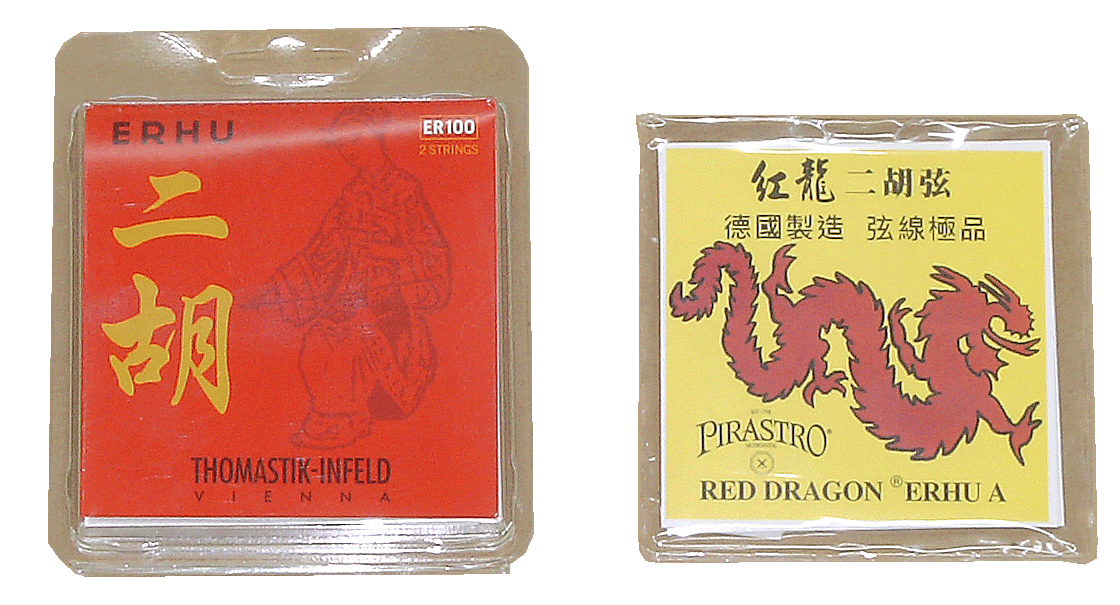 ERHU
ER100
2 STRINGS
二
胡
THOMASTIK-INFELD
VIENNA
红龍二胡弦
德國製造 弦線極品
PIRASTRO®
RED DRAGON ® ERHU A